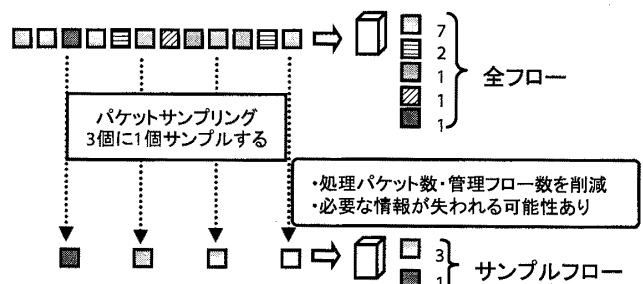 7
2
1
1
1
全フロー
パケットサンプリング
3個に1個サンプルする
・処理パケット数・管理フロー数を削減
・必要な情報が失われる可能性あり
3
1
サンプルフロー